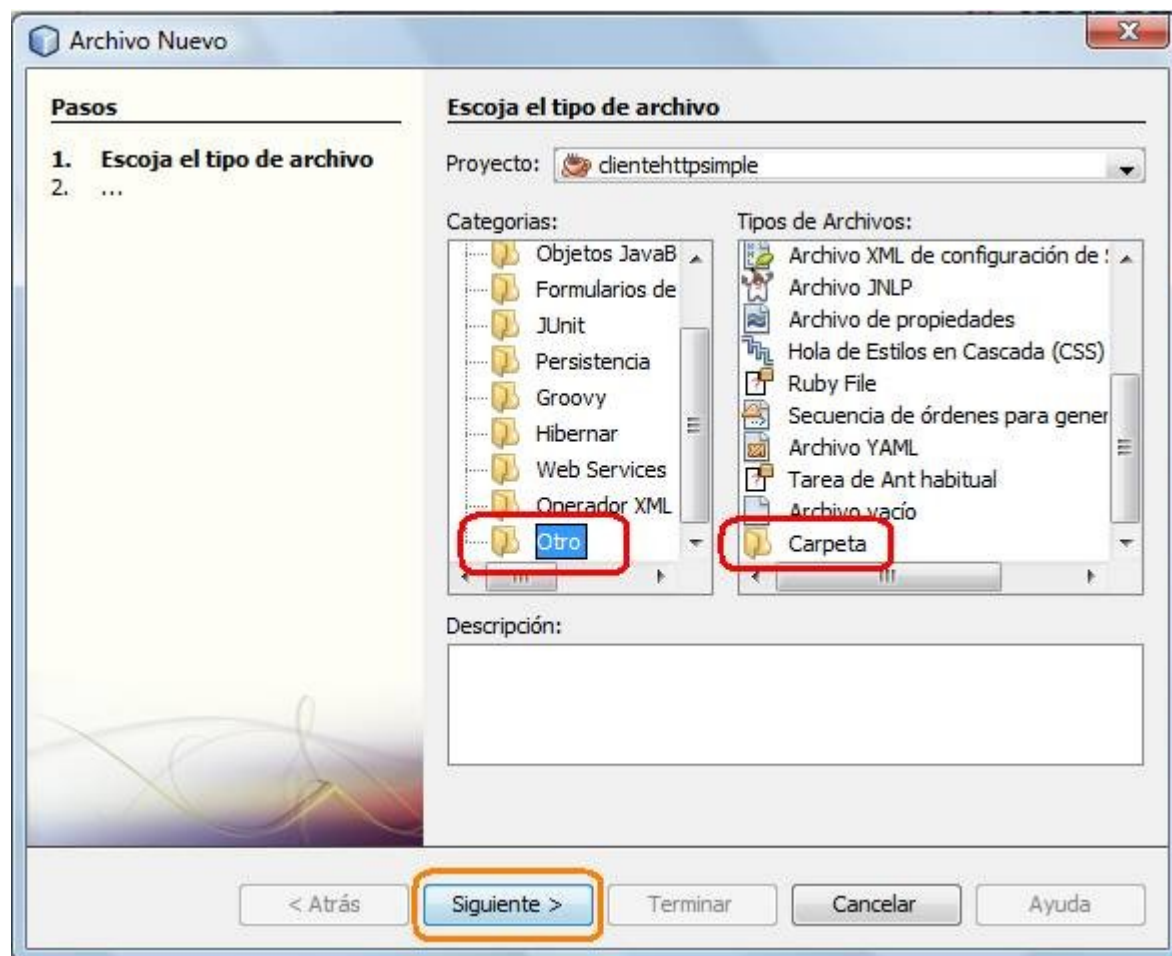 Archivo Nuevo
Pasos
1. Escoja el tipo de archivo
2. ...
Escoja el tipo de archivo
Proyecto: clientehttpsimple
Categorias:
Objetos JavaB
Formularios de
JUnit
Persistencia
Groovy
Hibernar
Web Services
Operador XML
Otro
Tipos de Archivos:
Archivo XML de configuración de
Archivo JNLP
Archivo de propiedades
Hola de Estilos en Cascada (CSS)
Ruby File
Secuencia de órdenes para gener
Archivo YAML
Tarea de Ant habitual
Archivo vacío
Carpeta
Descripción:
< Atrás Siguiente > Terminar Cancelar Ayuda